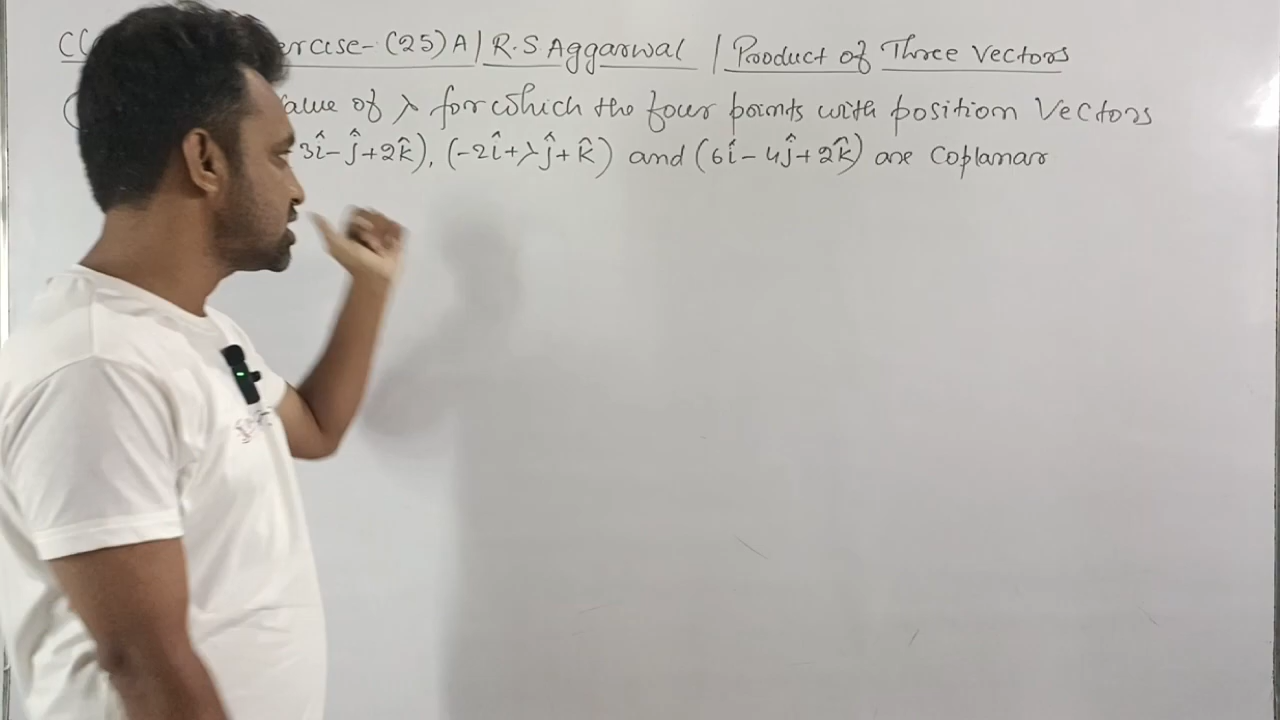 CC ercise-(25)A | R.S Aggarwal | Product of Three Vectors
alue of λ for which the four points with position Vectors
3î-ĵ+2k̂), (-2î+λĵ+k̂) and (6î-4ĵ+2k̂) are Coplanar